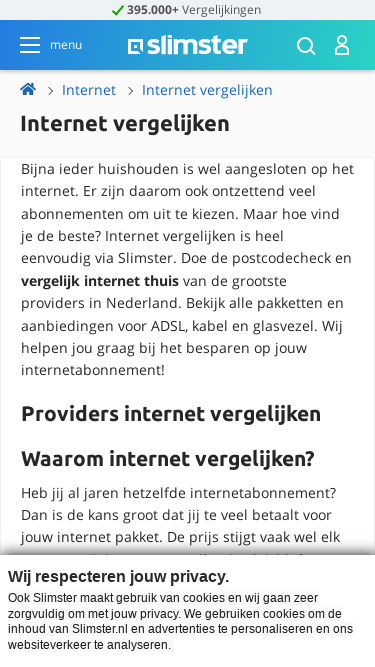 395.000+ Vergelijkingen
menu
slimster
Internet
Internet vergelijken
Internet vergelijken
Bijna ieder huishouden is wel aangesloten op het
internet. Er zijn daarom ook ontzettend veel
abonnementen om uit te kiezen. Maar hoe vind
je de beste? Internet vergelijken is heel
eenvoudig via Slimster. Doe de postcodecheck en
vergelijk internet thuis van de grootste
providers in Nederland. Bekijk alle pakketten en
aanbiedingen voor ADSL, kabel en glasvezel. Wij
helpen jou graag bij het besparen op jouw
internetabonnement!
Providers internet vergelijken
Waarom internet vergelijken?
Heb jij al jaren hetzelfde internetabonnement?
Dan is de kans groot dat jij te veel betaalt voor
jouw internet pakket. De prijs stijgt vaak wel elk
Wij respecteren jouw privacy.
Ook Slimster maakt gebruik van cookies en wij gaan zeer
zorgvuldig om met jouw privacy. We gebruiken cookies om de
inhoud van Slimster.nl en advertenties te personaliseren en ons
websiteverkeer te analyseren.